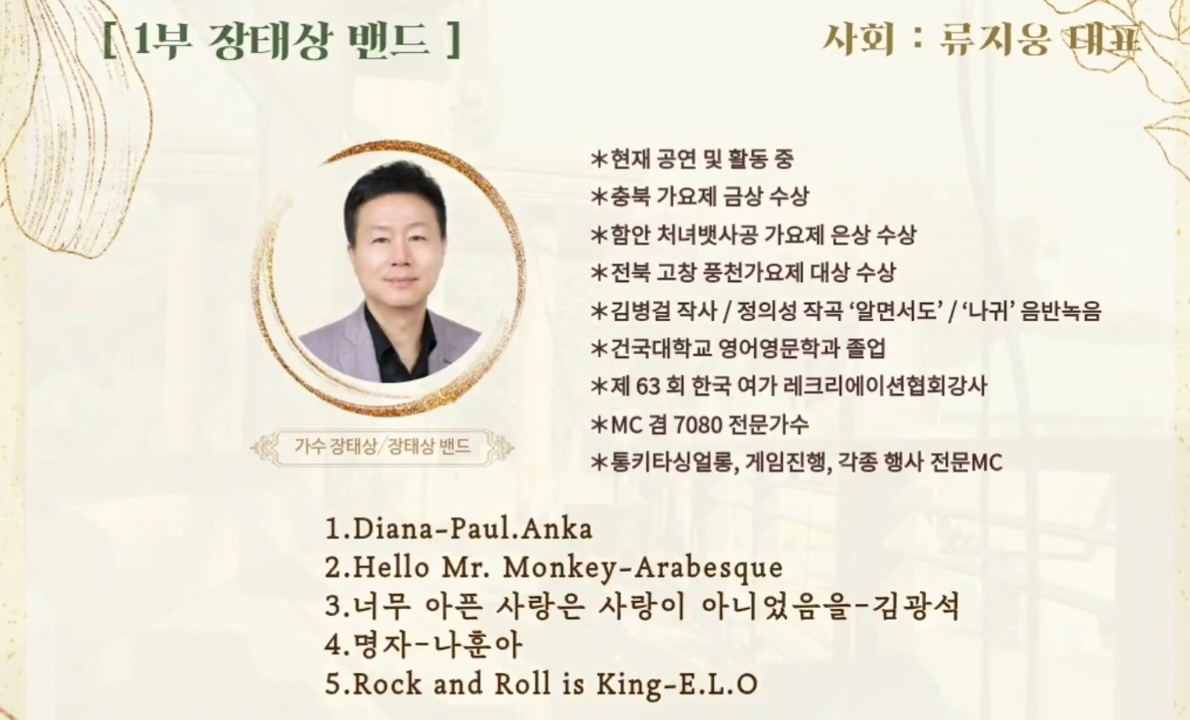 [ 1부 장태상 밴드 ]
사회 : 류지웅 대표
＊현재 공연 및 활동 중
＊충북 가요제 금상 수상
＊함안 처녀뱃사공 가요제 은상 수상
＊전북 고창 풍천가요제 대상 수상
＊김병걸 작사 / 정의성 작곡 ‘알면서도’ / ‘나귀’ 음반녹음
＊건국대학교 영어영문학과 졸업
＊제 63 회 한국 여가 레크리에이션협회강사
＊MC 겸 7080 전문가수
＊통키타싱얼롱, 게임진행, 각종 행사 전문MC
가수 장태상/장태상 밴드
1.Diana-Paul.Anka
2.Hello Mr. Monkey-Arabesque
3.너무 아픈 사랑은 사랑이 아니었음을-김광석
4.명자-나훈아
5.Rock and Roll is King-E.L.O